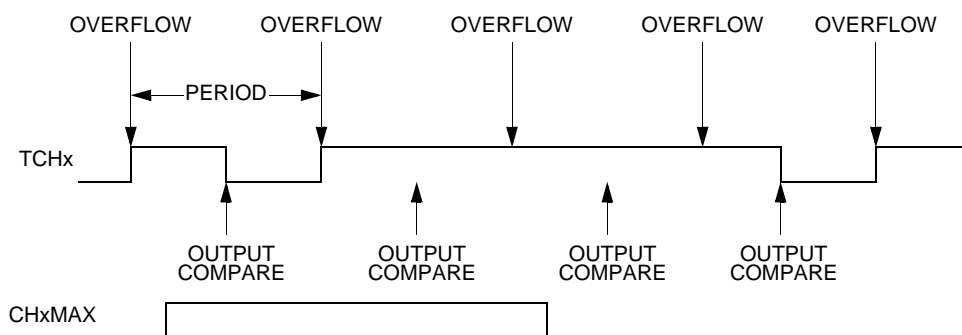 OVERFLOW OVERFLOW OVERFLOW OVERFLOW OVERFLOW
PERIOD
TCHx
OUTPUT COMPARE
OUTPUT COMPARE
OUTPUT COMPARE
OUTPUT COMPARE
CHxMAX